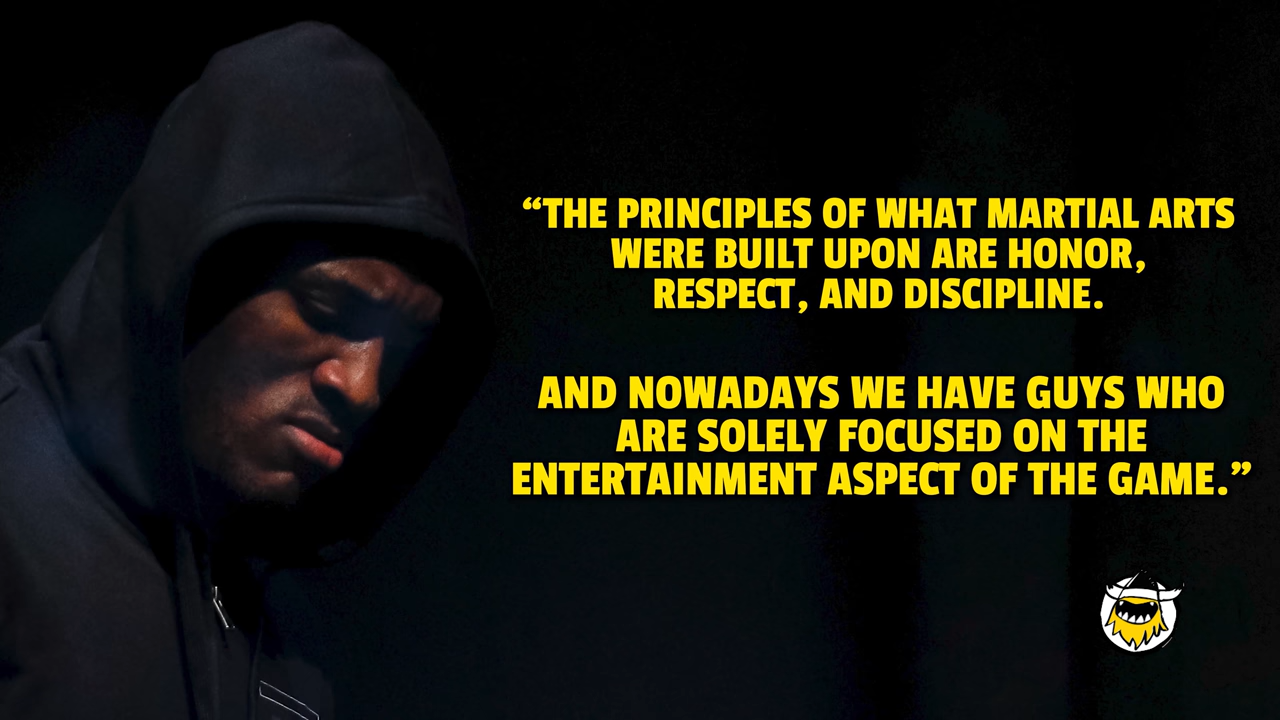 “THE PRINCIPLES OF WHAT MARTIAL ARTS
WERE BUILT UPON ARE HONOR,
RESPECT, AND DISCIPLINE.
AND NOWADAYS WE HAVE GUYS WHO
ARE SOLELY FOCUSED ON THE
ENTERTAINMENT ASPECT OF THE GAME.”